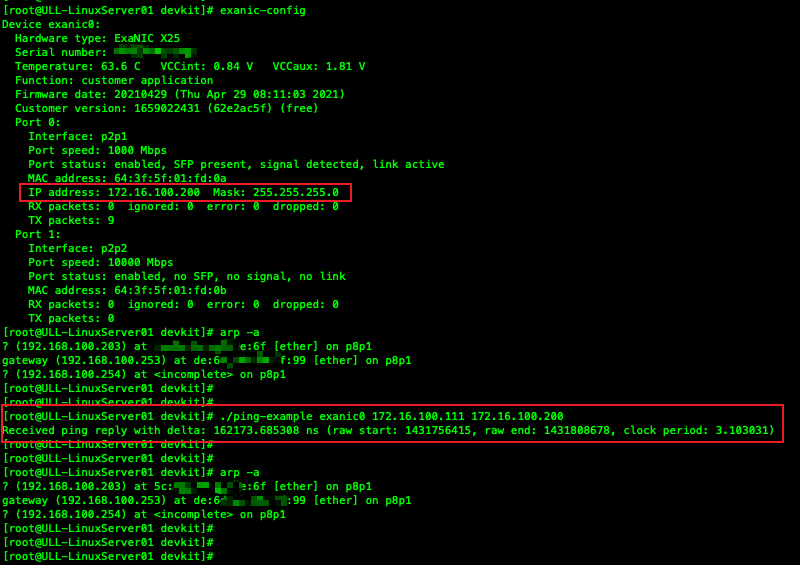 [root@ULL-LinuxServer01 devkit]# exanic-config
Device exanic0:
Hardware type: ExaNIC X25
Serial number:
Temperature: 63.6 C VCCint: 0.84 V VCCaux: 1.81 V
Function: customer application
Firmware date: 20210429 (Thu Apr 29 08:11:03 2021)
Customer version: 1659022431 (62e2ac5f) (free)
Port 0:
Interface: p2p1
Port speed: 1000 Mbps
Port status: enabled, SFP present, signal detected, link active
MAC address: 64:3f:5f:01:fd:0a
IP address: 172.16.100.200 Mask: 255.255.255.0
RX packets: 0 ignored: 0 error: 0 dropped: 0
TX packets: 9
Port 1:
Interface: p2p2
Port speed: 10000 Mbps
Port status: enabled, no SFP, no signal, no link
MAC address: 64:3f:5f:01:fd:0b
RX packets: 0 ignored: 0 error: 0 dropped: 0
TX packets: 0
[root@ULL-LinuxServer01 devkit]# arp -a
? (192.168.100.203) at e:6f [ether] on p8p1
gateway (192.168.100.253) at de:6 f:99 [ether] on p8p1
? (192.168.100.254) at <incomplete> on p8p1
[root@ULL-LinuxServer01 devkit]#
[root@ULL-LinuxServer01 devkit]#
[root@ULL-LinuxServer01 devkit]# ./ping-example exanic0 172.16.100.111 172.16.100.200
Received ping reply with delta: 162173.685308 ns (raw start: 1431756415, raw end: 1431808678, clock period: 3.103031)
[root@ULL-LinuxServer01 devkit]#
[root@ULL-LinuxServer01 devkit]#
[root@ULL-LinuxServer01 devkit]# arp -a
? (192.168.100.203) at 5c: e:6f [ether] on p8p1
gateway (192.168.100.253) at de:6 :99 [ether] on p8p1
? (192.168.100.254) at <incomplete> on p8p1
[root@ULL-LinuxServer01 devkit]#
[root@ULL-LinuxServer01 devkit]#
[root@ULL-LinuxServer01 devkit]#